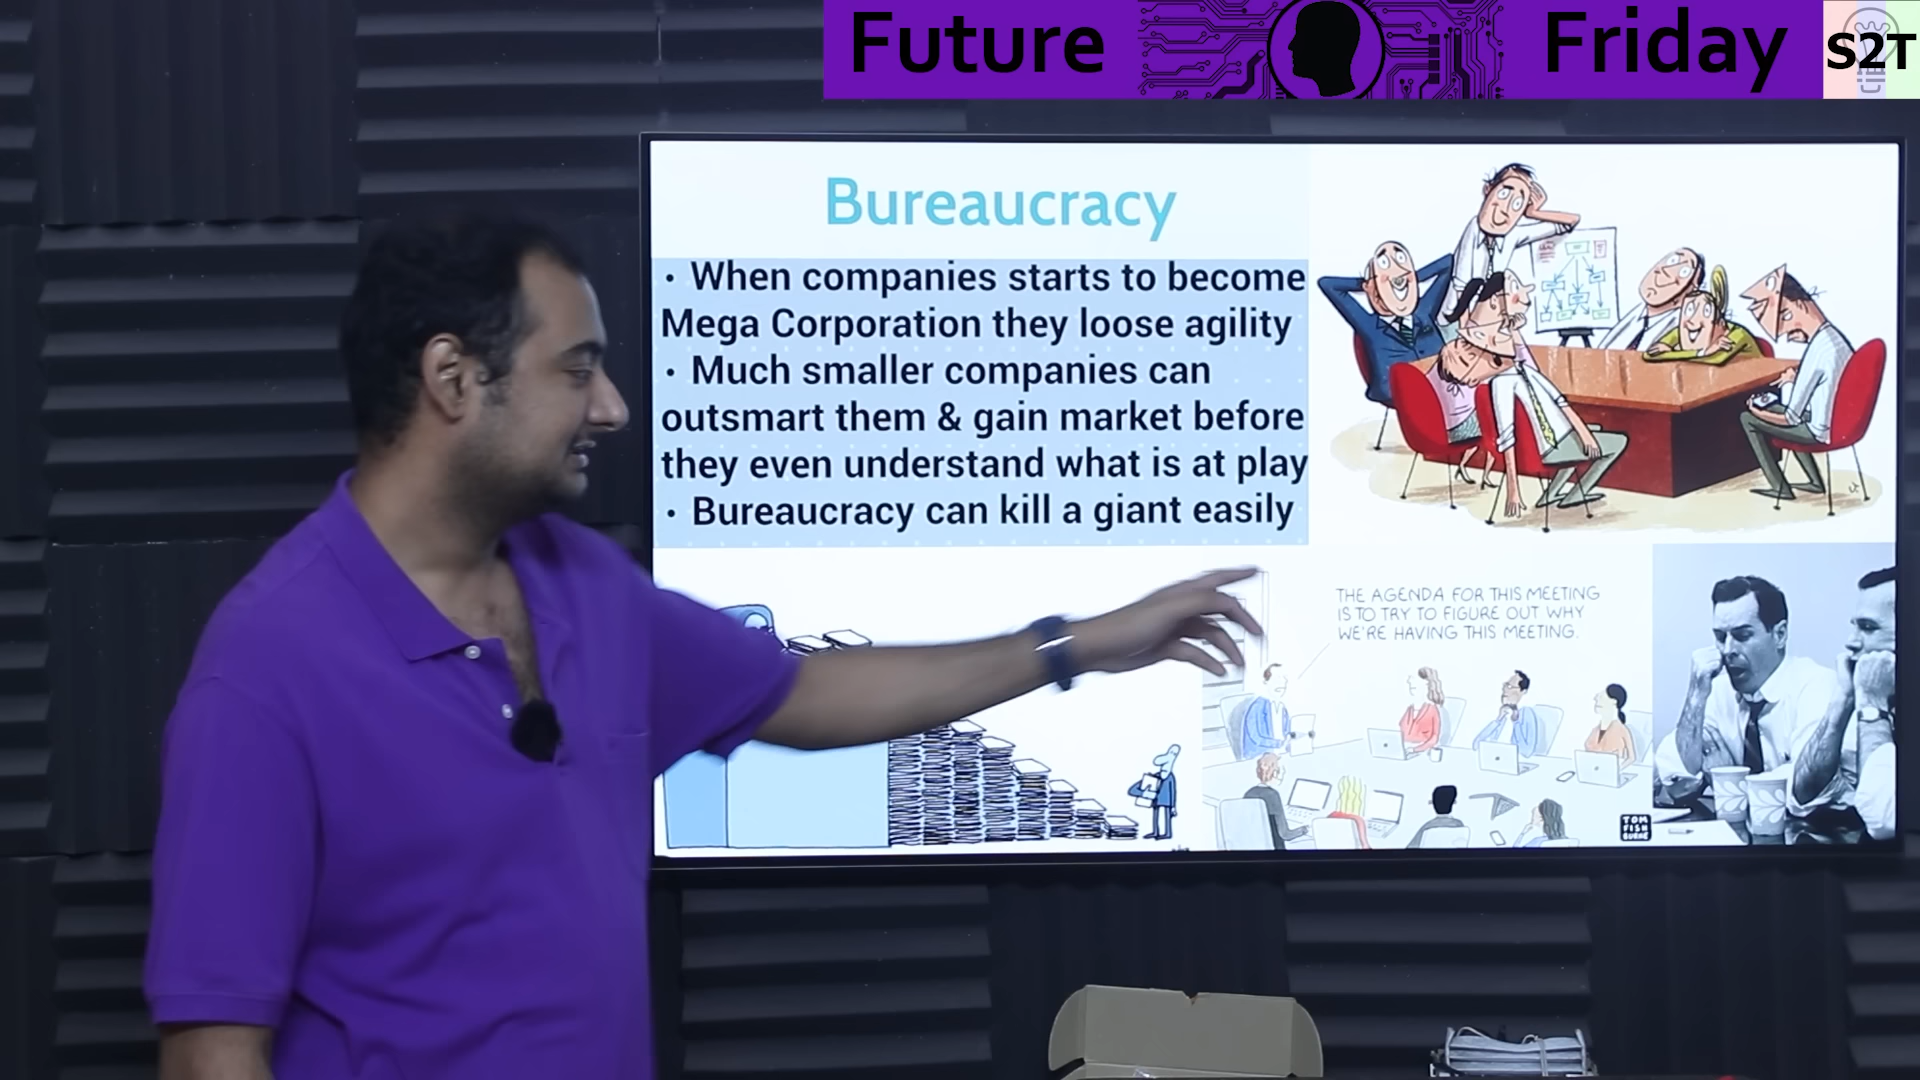 Future Friday S2T
Bureaucracy
• When companies starts to become
Mega Corporation they loose agility
• Much smaller companies can
outsmart them & gain market before
they even understand what is at play
• Bureaucracy can kill a giant easily
THE AGENDA FOR THIS MEETING
IS TO TRY TO FIGURE OUT WHY
WE'RE HAVING THIS MEETING.
TOM
FISH
BURNE